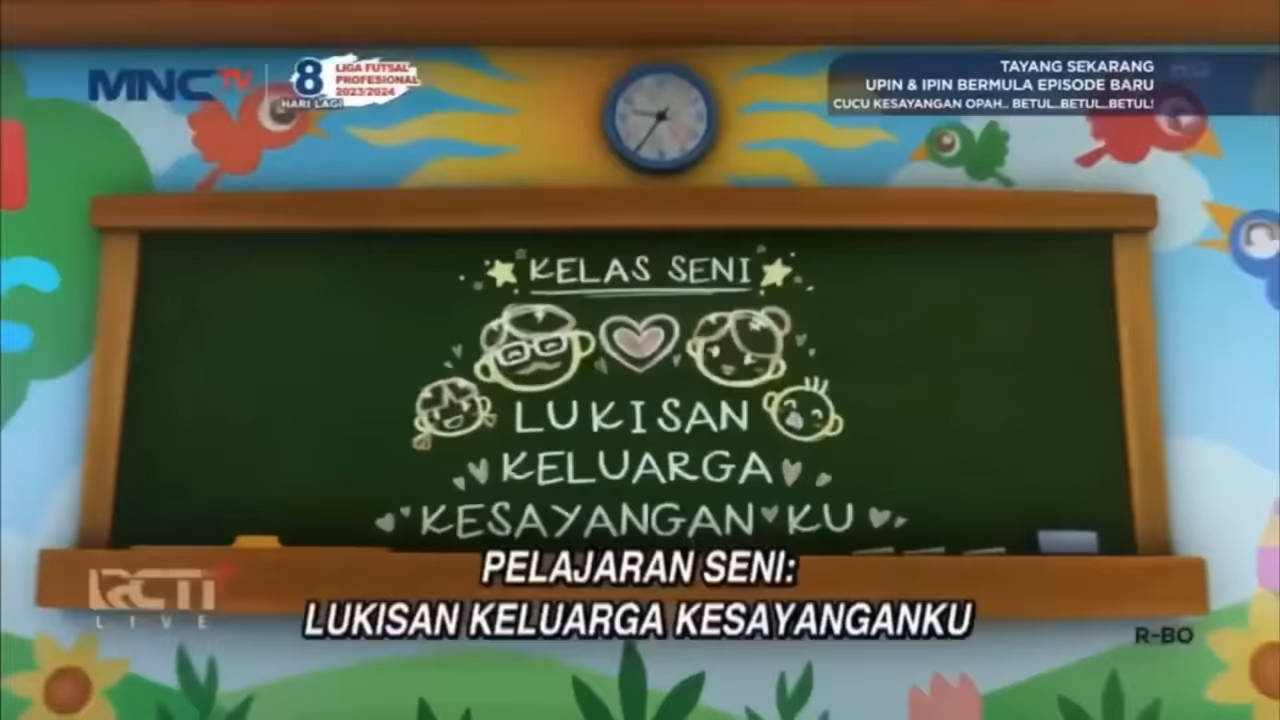 MNCTV
8
HARI LAGI
LIGA FUTSAL
PROFESIONAL
2023/2024
TAYANG SEKARANG
UPIN & IPIN BERMULA EPISODE BARU
CUCU KESAYANGAN OPAH.. BETUL..BETUL..BETUL!
KELAS SENI
LUKISAN
KELUARGA
KESAYANGAN KU
PELAJARAN SENI:
LUKISAN KELUARGA KESAYANGANKU
RCTI+
LIVE
R-BO